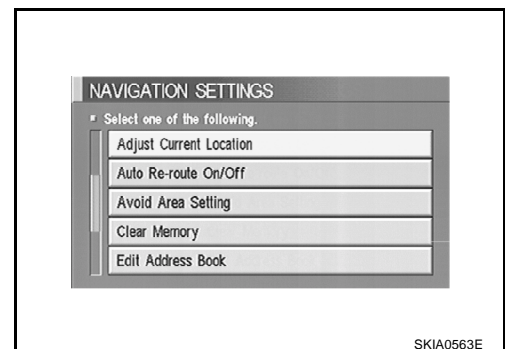 NAVIGATION SETTINGS
Select one of the following.
Adjust Current Location
Auto Re-route On/Off
Avoid Area Setting
Clear Memory
Edit Address Book
SKIA0563E